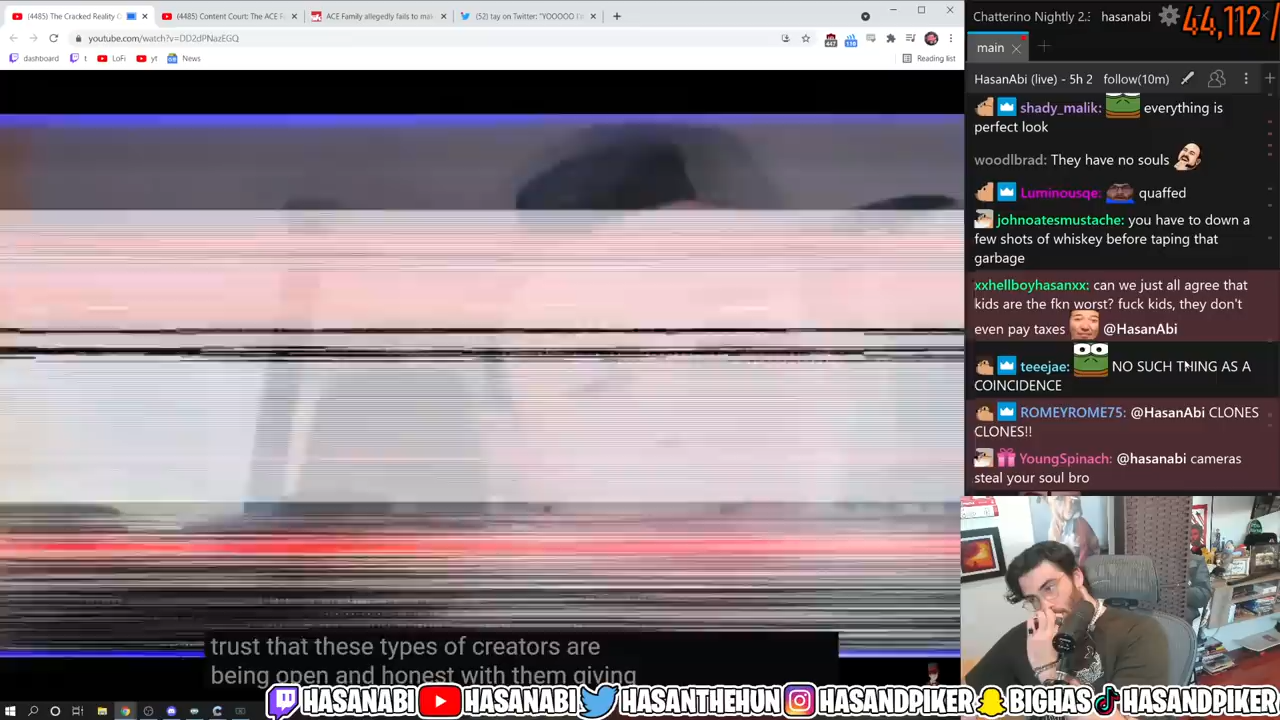 (4485) The Cracked Reality O
(4485) Content Court: The ACE F
ACE Family allegedly fails to mak
(52) tay on Twitter: "YOOOOO I'
youtube.com/watch?v=DD2dPNazEGQ
447
138
dashboard
t
LoFi
yt
News
Reading list
trust that these types of creators are
being open and honest with them giving
Chatterino Nightly 2.
hasanabi
44,112 /
main
HasanAbi (live) - 5h 2
follow(10m)
shady_malik: everything is
perfect look
woodlbrad: They have no souls
Luminousqe: quaffed
johnoatesmustache: you have to down a
few shots of whiskey before taping that
garbage
xxhellboyhasanxx: can we just all agree that
kids are the fkn worst? fuck kids, they don't
even pay taxes @HasanAbi
teeejae: NO SUCH THING AS A
COINCIDENCE
ROMEYROME75: @HasanAbi CLONES
CLONES!!
YoungSpinach: @hasanabi cameras
steal your soul bro
HASANABI HASANABI HASANTHEHUN HASANDPIKER BIGHAS HASANDPIKER